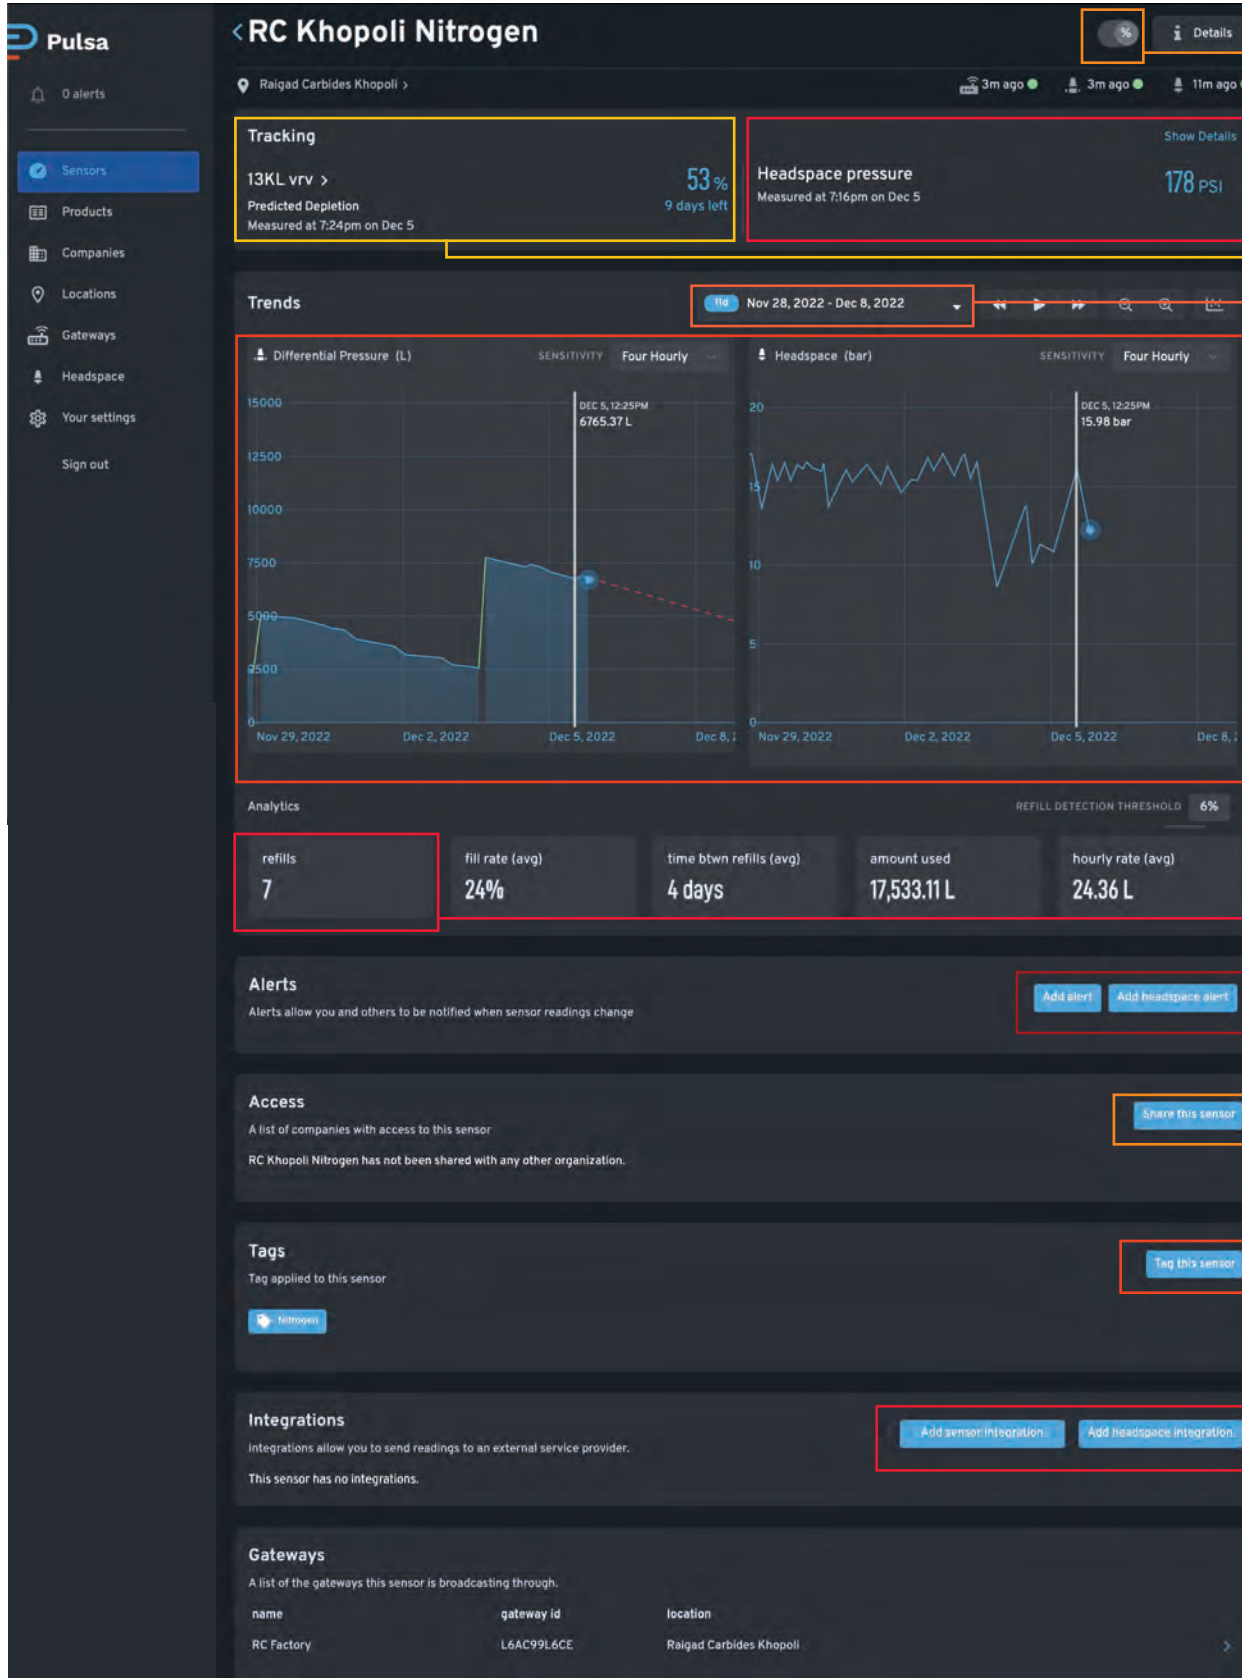 Pulsa
0 alerts
Sensors
Products
Companies
Locations
Gateways
Headspace
Your settings
Sign out
RC Khopoli Nitrogen
%
Details
Raigad Carbides Khopoli >
3m ago
3m ago
11m ago
Tracking
13KL vrv >
53 %
Predicted Depletion
9 days left
Measured at 7:24pm on Dec 5
Show Details
Headspace pressure
178 PSI
Measured at 7:16pm on Dec 5
Trends
11d Nov 28, 2022 - Dec 8, 2022
Differential Pressure (L)
SENSITIVITY Four Hourly
15000
12500
10000
7500
5000
2500
0
DEC 5, 12:25PM
6765.37 L
Nov 29, 2022 Dec 2, 2022 Dec 5, 2022 Dec 8, 2
Headspace (bar)
SENSITIVITY Four Hourly
20
15
10
5
0
DEC 5, 12:25PM
15.98 bar
Nov 29, 2022 Dec 2, 2022 Dec 5, 2022 Dec 8, 2
Analytics
REFILL DETECTION THRESHOLD 6%
refills
7
fill rate (avg)
24%
time btwn refills (avg)
4 days
amount used
17,533.11 L
hourly rate (avg)
24.36 L
Alerts
Alerts allow you and others to be notified when sensor readings change
Add alert
Add headspace alert
Access
A list of companies with access to this sensor
RC Khopoli Nitrogen has not been shared with any other organization.
Share this sensor
Tags
Tag applied to this sensor
Nitrogen
Tag this sensor
Integrations
Integrations allow you to send readings to an external service provider.
This sensor has no integrations.
Add sensor integration
Add headspace integration.
Gateways
A list of the gateways this sensor is broadcasting through.
name gateway id location
RC Factory L6AC99L6CE Raigad Carbides Khopoli